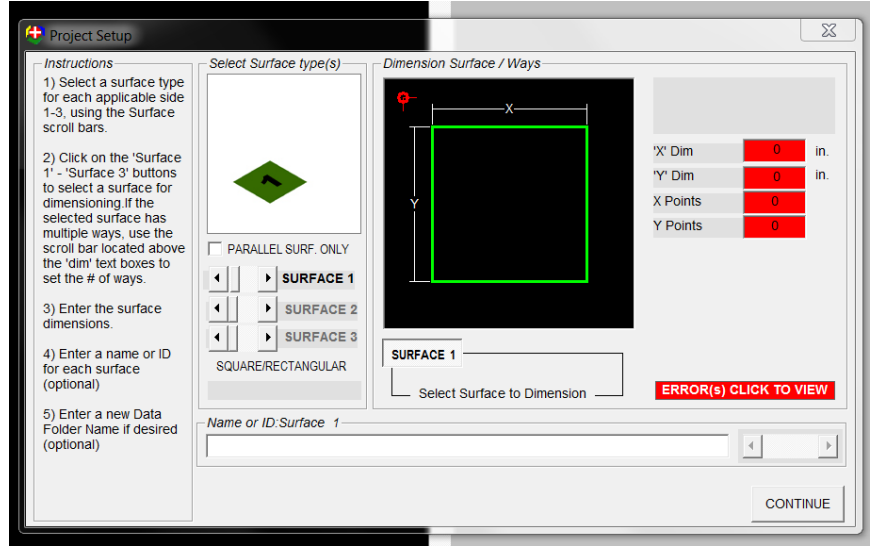 Project Setup
Instructions
1) Select a surface type
for each applicable side
1-3, using the Surface
scroll bars.
2) Click on the 'Surface
1' - 'Surface 3' buttons
to select a surface for
dimensioning.If the
selected surface has
multiple ways, use the
scroll bar located above
the 'dim' text boxes to
set the # of ways.
3) Enter the surface
dimensions.
4) Enter a name or ID
for each surface
(optional)
5) Enter a new Data
Folder Name if desired
(optional)
Select Surface type(s)
1
PARALLEL SURF. ONLY
SURFACE 1
SURFACE 2
SURFACE 3
SQUARE/RECTANGULAR
Dimension Surface / Ways
X
Y
'X' Dim 0 in.
'Y' Dim 0 in.
X Points 0
Y Points 0
SURFACE 1
Select Surface to Dimension
ERROR(s) CLICK TO VIEW
Name or ID:Surface 1
CONTINUE